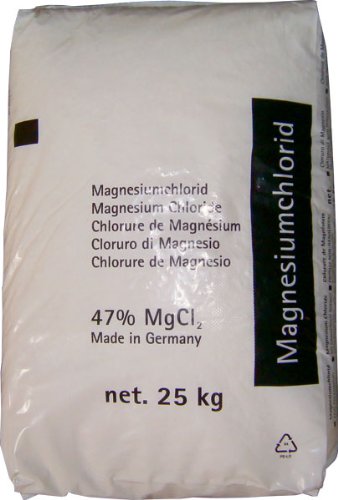 Magnesiumchlorid
Magnesium Chloride
Chlorure de Magnésium
Cloruro di Magnesio
Chlorure de Magnesio
47% MgCl₂
Made in Germany
net. 25 kg
Magnesiumchlorid